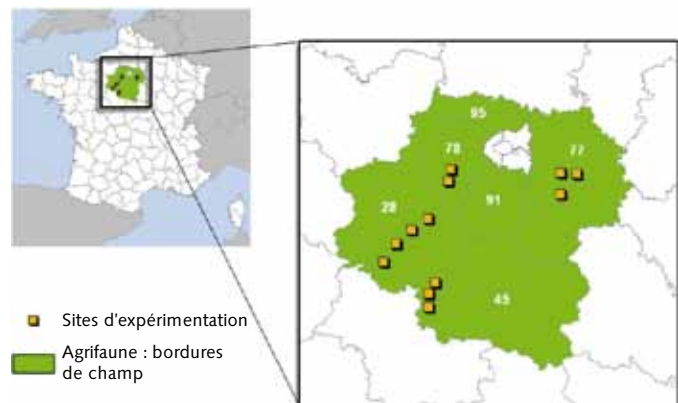 95
78
77
28
91
45
Sites d'expérimentation
Agrifaune : bordures
de champ